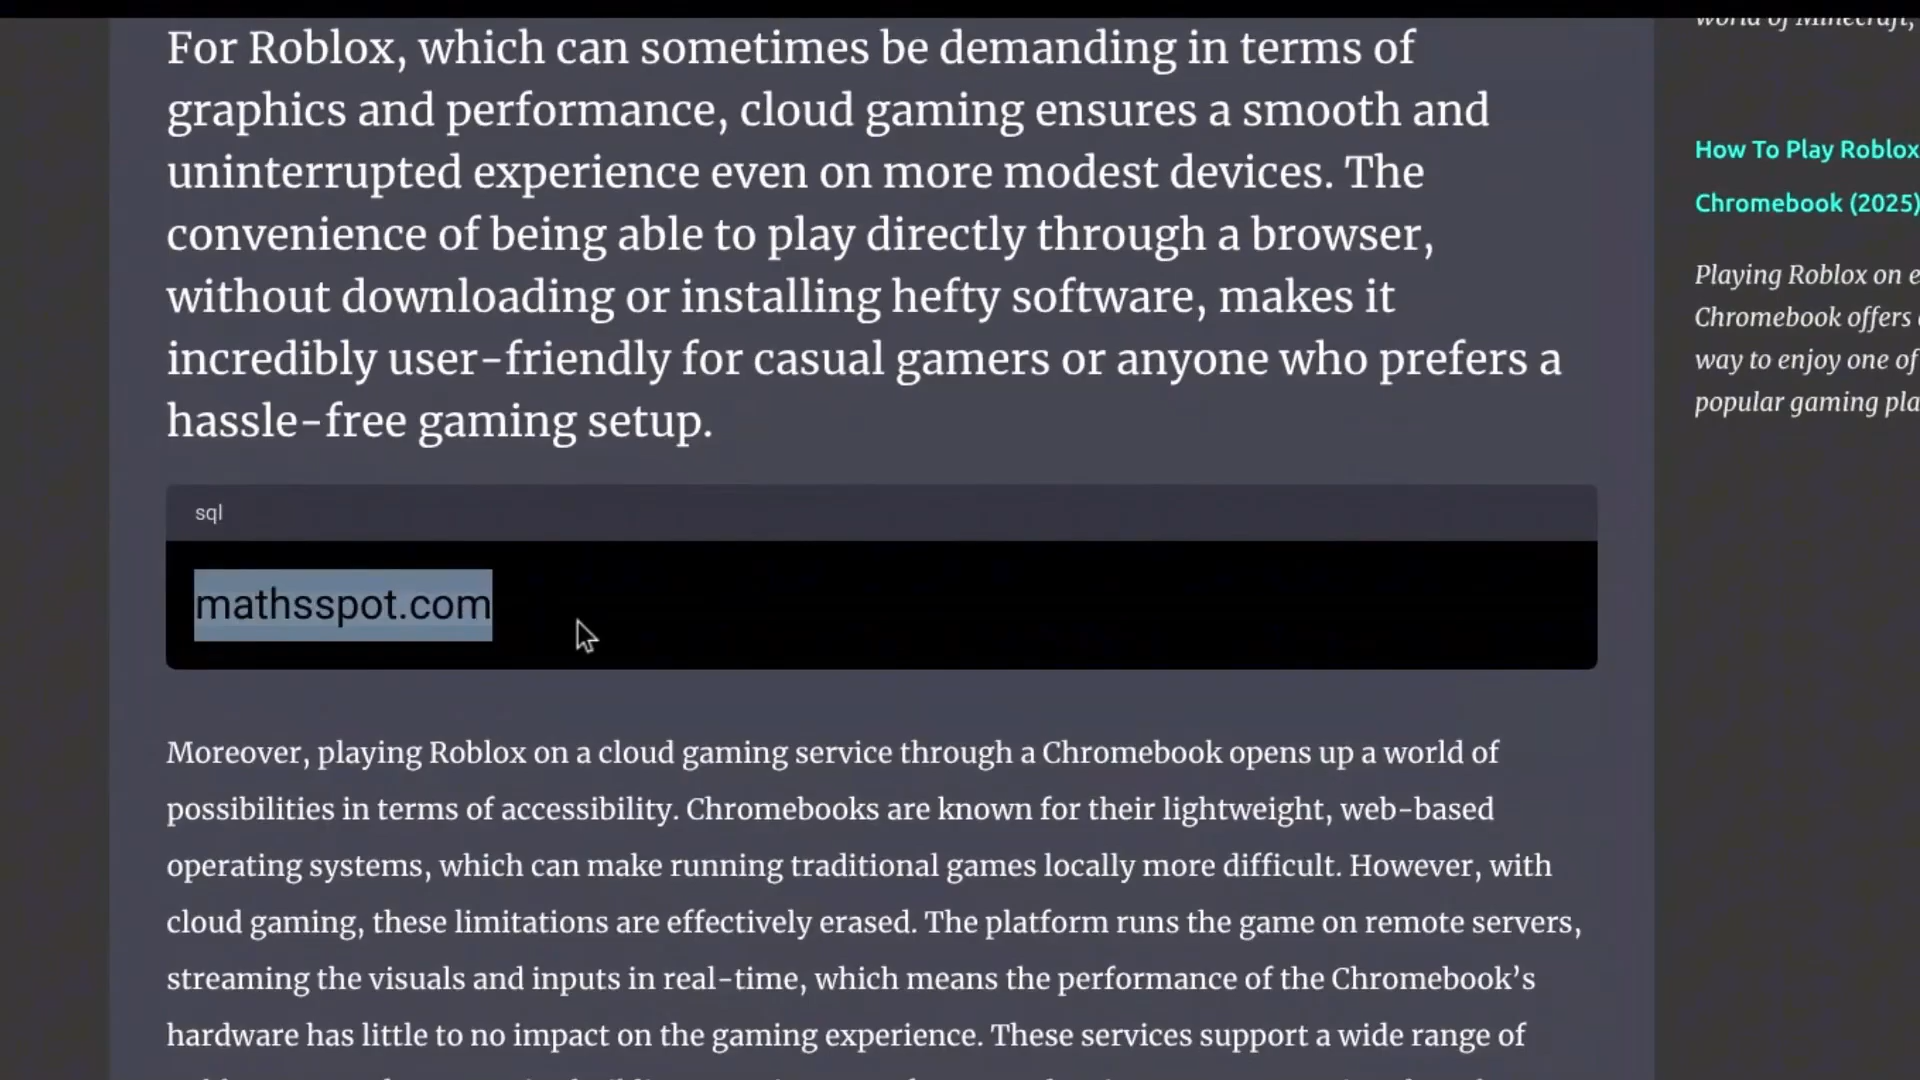 For Roblox, which can sometimes be demanding in terms of
graphics and performance, cloud gaming ensures a smooth and
uninterrupted experience even on more modest devices. The
convenience of being able to play directly through a browser,
without downloading or installing hefty software, makes it
incredibly user-friendly for casual gamers or anyone who prefers a
hassle-free gaming setup.
sql
mathsspot.com
Moreover, playing Roblox on a cloud gaming service through a Chromebook opens up a world of
possibilities in terms of accessibility. Chromebooks are known for their lightweight, web-based
operating systems, which can make running traditional games locally more difficult. However, with
cloud gaming, these limitations are effectively erased. The platform runs the game on remote servers,
streaming the visuals and inputs in real-time, which means the performance of the Chromebook’s
hardware has little to no impact on the gaming experience. These services support a wide range of
world of Minecraft,
How To Play Roblox
Chromebook (2025)
Playing Roblox on
Chromebook offers
way to enjoy one of
popular gaming